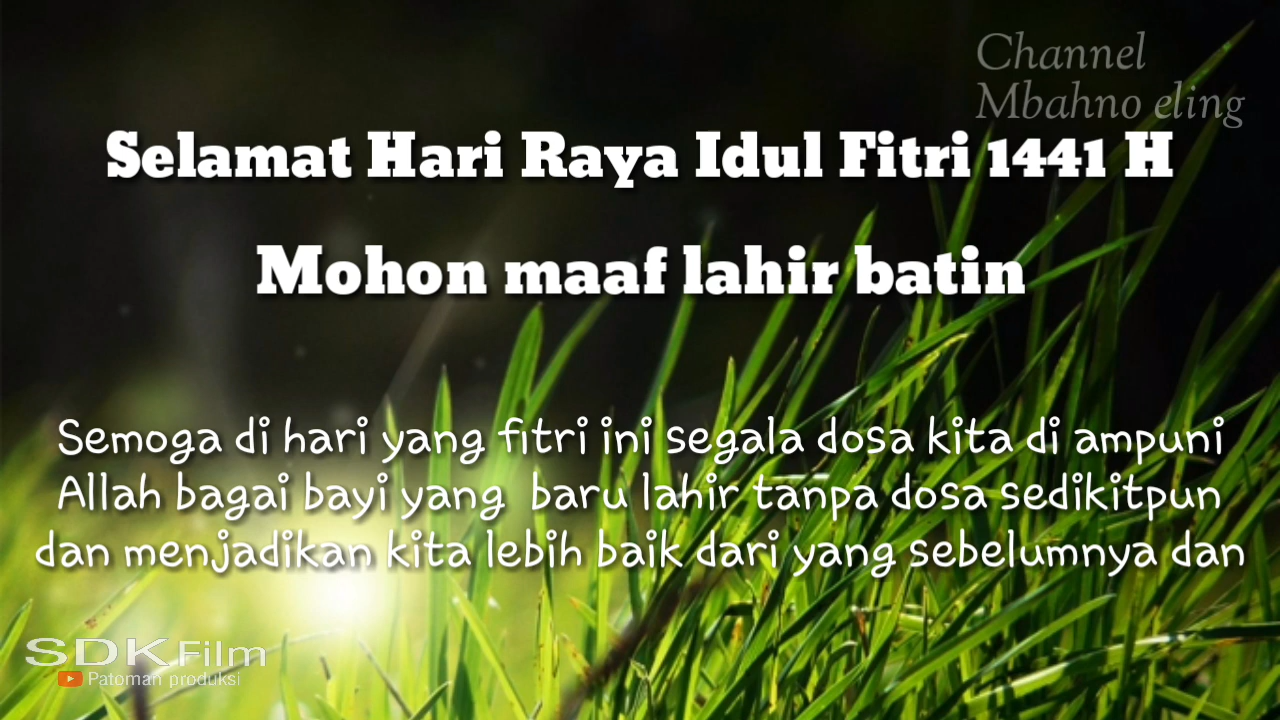 Channel
Mbahno eling
Selamat Hari Raya Idul Fitri 1441 H
Mohon maaf lahir batin
Semoga di hari yang fitri ini segala dosa kita di ampuni
Allah bagai bayi yang baru lahir tanpa dosa sedikitpun
dan menjadikan kita lebih baik dari yang sebelumnya dan
SDK Film
Patomah produksi